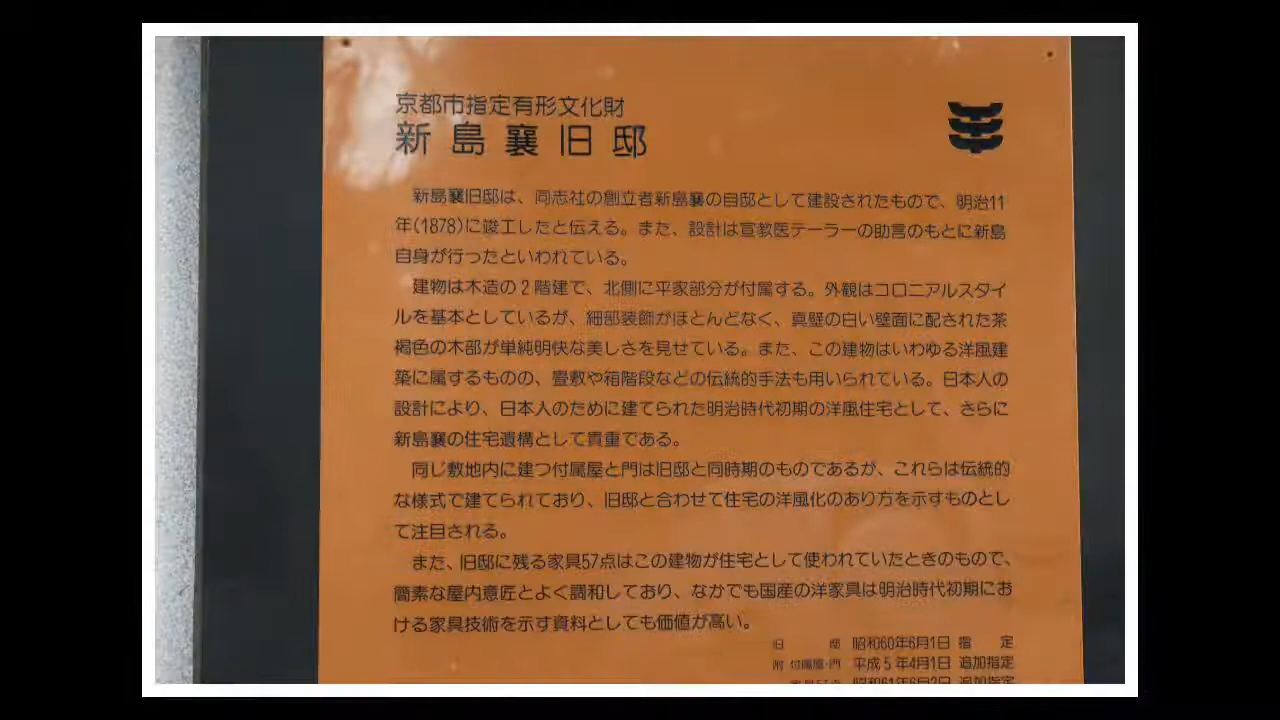 京都市指定有形文化財
新島襄旧邸
新島襄旧邸は、同志社の創立者新島襄の自邸として建設されたもので、明治11
年(1878)に竣工したと伝える。また、設計は宣教医テーラーの助言のもとに新島
自身が行ったといわれている。
建物は木造の2階建で、北側に平家部分が付属する。外観はコロニアルスタイ
ルを基本としているが、細部装飾がほとんどなく、真壁の白い壁面に配された茶
褐色の木部が単純明快な美しさを見せている。また、この建物はいわゆる洋風建
築に属するものの、畳敷や箱階段などの伝統的手法も用いられている。日本人の
設計により、日本人のために建てられた明治時代初期の洋風住宅として、さらに
新島襄の住宅遺構として貴重である。
同じ敷地内に建つ付属屋と門は旧邸と同時期のものであるが、これらは伝統的
な様式で建てられており、旧邸と合わせて住宅の洋風化のあり方を示すものとし
て注目される。
また、旧邸に残る家具57点はこの建物が住宅として使われていたときのもので、
簡素な屋内意匠とよく調和しており、なかでも国産の洋家具は明治時代初期にお
ける家具技術を示す資料としても価値が高い。
旧 邸 昭和60年6月1日 指 定
附 付属屋・門 平成5年4月1日 追加指定
家具57点 昭和61年6月2日 追加指定